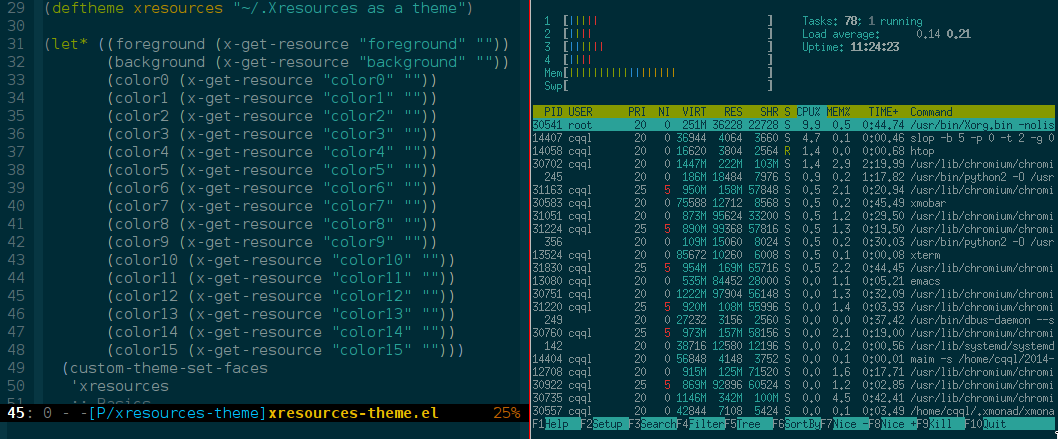 29 (deftheme xresources "~/.Xresources as a theme")
30
31 (let* ((foreground (x-get-resource "foreground" ""))
32 (background (x-get-resource "background" ""))
33 (color0 (x-get-resource "color0" ""))
34 (color1 (x-get-resource "color1" ""))
35 (color2 (x-get-resource "color2" ""))
36 (color3 (x-get-resource "color3" ""))
37 (color4 (x-get-resource "color4" ""))
38 (color5 (x-get-resource "color5" ""))
39 (color6 (x-get-resource "color6" ""))
40 (color7 (x-get-resource "color7" ""))
41 (color8 (x-get-resource "color8" ""))
42 (color9 (x-get-resource "color9" ""))
43 (color10 (x-get-resource "color10" ""))
44 (color11 (x-get-resource "color11" ""))
45 (color12 (x-get-resource "color12" ""))
46 (color13 (x-get-resource "color13" ""))
47 (color14 (x-get-resource "color14" ""))
48 (color15 (x-get-resource "color15" "")))
49 (custom-theme-set-faces
50 'xresources
51 ;; Basics
45: 0 - -[P/xresources-theme]xresources-theme.el 25%
1 [||||| ] Tasks: 78: 1 running
2 [|||| ] Load average: 0.14 0.21
3 [|||||| ] Uptime: 11:24:23
4 [|||| ]
Mem[||||||||||||||||||| ]
Swp[ ]
PID USER PRI NI VIRT RES SHR S CPU% MEM% TIME+ Command
30541 root 20 0 251M 36228 22728 S 9.9 0.5 0:44.74 /usr/bin/Xorg.bin -nolis
14407 cqql 20 0 36944 4064 3660 S 4.7 0.1 0:00.46 slop -b 5 -p 0 -t 2 -g 0
14058 cqql 20 0 16620 3804 2564 R 1.4 0.0 0:00.68 htop
30702 cqql 20 0 1447M 222M 103M S 1.4 2.9 2:19.99 /usr/lib/chromium/chromi
245 20 0 186M 18484 7976 S 0.9 0.2 1:17.82 /usr/bin/python2 -O /usr
31163 cqql 25 5 950M 158M 57848 S 0.5 2.1 0:20.94 /usr/lib/chromium/chromi
30583 cqql 20 0 75588 12712 8568 S 0.5 0.2 0:45.49 xmobar
31051 cqql 20 0 873M 95624 33200 S 0.5 1.2 0:29.50 /usr/lib/chromium/chromi
31224 cqql 25 5 890M 99368 57816 S 0.5 1.3 0:19.50 /usr/lib/chromium/chromi
356 20 0 109M 15060 8024 S 0.5 0.2 0:30.03 /usr/bin/python2 -O /usr
13524 cqql 20 0 85672 10260 6008 S 0.5 0.1 0:00.08 xterm
31830 cqql 25 5 954M 169M 65716 S 0.5 2.2 0:44.45 /usr/lib/chromium/chromi
13080 cqql 20 0 535M 84452 28000 S 0.0 1.1 0:05.21 emacs
30751 cqql 20 0 1222M 97904 56148 S 0.0 1.3 0:32.09 /usr/lib/chromium/chromi
31220 cqql 25 5 920M 108M 55996 S 0.0 1.4 0:03.93 /usr/lib/chromium/chromi
249 20 0 27232 3156 2560 S 0.0 0.0 0:37.42 /usr/bin/dbus-daemon --s
30760 cqql 25 5 973M 157M 58156 S 0.0 2.1 0:19.00 /usr/lib/chromium/chromi
142 20 0 38716 12580 12196 S 0.0 0.2 0:00.56 /usr/lib/systemd/systemd
14404 cqql 20 0 56848 4148 3752 S 0.0 0.1 0:00.01 maim -s /home/cqql/2014-
12708 cqql 20 0 915M 125M 71520 S 0.0 1.6 0:17.71 /usr/lib/chromium/chromi
30922 cqql 25 5 869M 92896 60524 S 0.0 1.2 0:02.85 /usr/lib/chromium/chromi
30735 cqql 20 0 1146M 342M 100M S 0.0 4.5 0:42.41 /usr/lib/chromium/chromi
30557 cqql 20 0 42844 7108 5424 S 0.0 0.1 0:03.49 /home/cqql/.xmonad/xmona
F1Help F2Setup F3SearchF4FilterF5Tree F6SortByF7Nice -F8Nice +F9Kill F10Quit